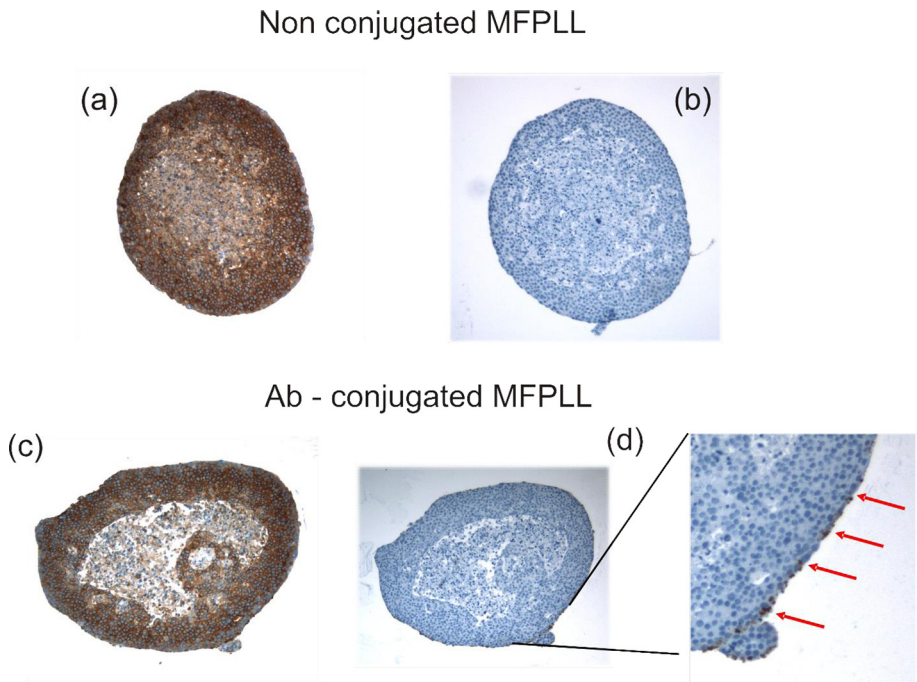 Non conjugated MFPLL
(a)
(b)
Ab - conjugated MFPLL
(c)
(d)